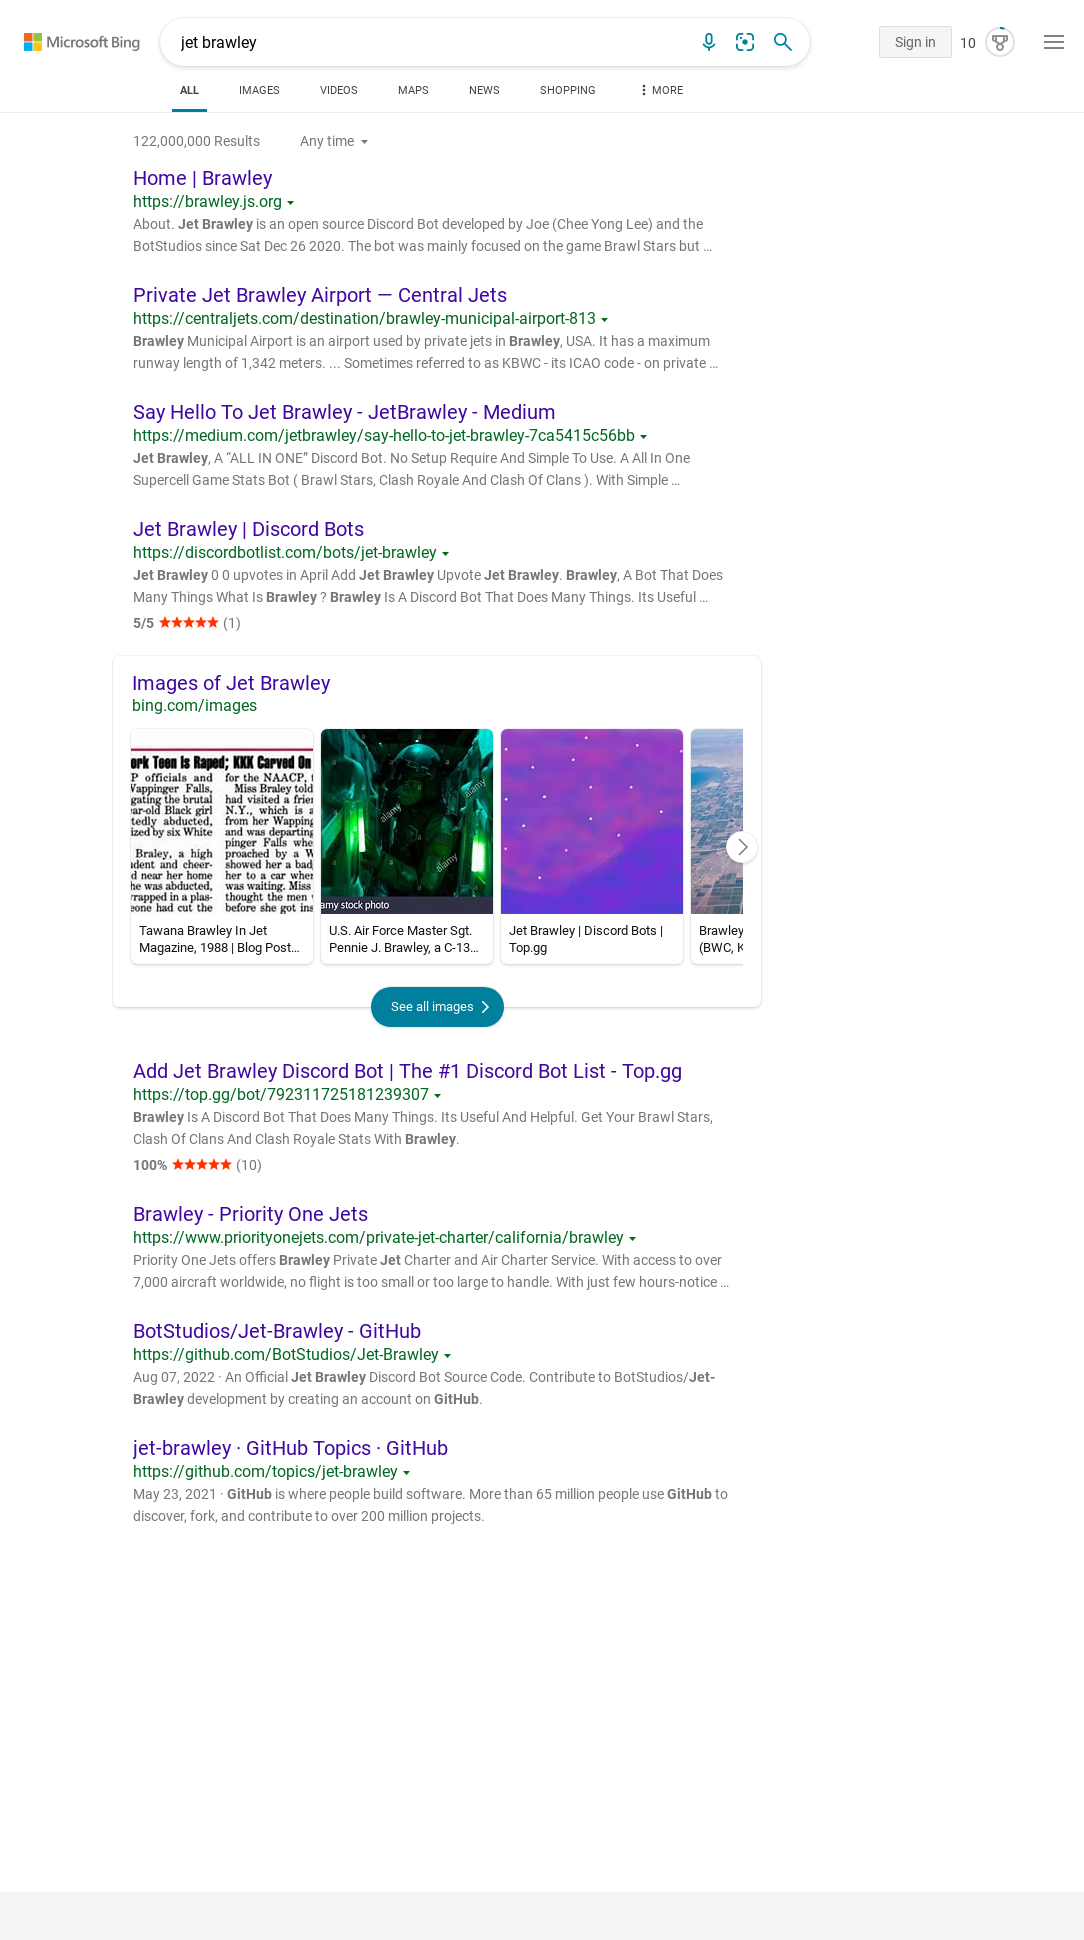 Microsoft Bing
jet brawley
Sign in
10
ALL
IMAGES
VIDEOS
MAPS
NEWS
SHOPPING
MORE
122,000,000 Results
Any time
Home | Brawley
https://brawley.js.org
About. Jet Brawley is an open source Discord Bot developed by Joe (Chee Yong Lee) and the
BotStudios since Sat Dec 26 2020. The bot was mainly focused on the game Brawl Stars but ...
Private Jet Brawley Airport — Central Jets
https://centraljets.com/destination/brawley-municipal-airport-813
Brawley Municipal Airport is an airport used by private jets in Brawley, USA. It has a maximum
runway length of 1,342 meters. ... Sometimes referred to as KBWC - its ICAO code - on private ...
Say Hello To Jet Brawley - JetBrawley - Medium
https://medium.com/jetbrawley/say-hello-to-jet-brawley-7ca5415c56bb
Jet Brawley, A “ALL IN ONE” Discord Bot. No Setup Require And Simple To Use. A All In One
Supercell Game Stats Bot ( Brawl Stars, Clash Royale And Clash Of Clans ). With Simple ...
Jet Brawley | Discord Bots
https://discordbotlist.com/bots/jet-brawley
Jet Brawley 0 0 upvotes in April Add Jet Brawley Upvote Jet Brawley. Brawley, A Bot That Does
Many Things What Is Brawley ? Brawley Is A Discord Bot That Does Many Things. Its Useful ...
5/5 ★★★★★ (1)
Images of Jet Brawley
bing.com/images
ork Teen Is Raped; KKK Carved On
P officials and
Wappinger Falls,
gating the brutal
ear-old Black girl
tedly abducted,
ized by six White
Braley, a high
dent and cheer-
d near her home
he was abducted,
wrapped in a plas-
eone had cut the
for the NAACP, t
Miss Braley told
had visited a frien
N.Y., which is a
from her Wapping
and was departing
pinger Falls whe
proached by a W
showed her a bad
her to a car wher
was waiting. Miss
thought the men w
before she got ins
alamy
alamy
alamy
amy stock photo
Tawana Brawley In Jet
Magazine, 1988 | Blog Post...
U.S. Air Force Master Sgt.
Pennie J. Brawley, a C-13...
Jet Brawley | Discord Bots |
Top.gg
Brawley
(BWC, K
See all images
Add Jet Brawley Discord Bot | The #1 Discord Bot List - Top.gg
https://top.gg/bot/792311725181239307
Brawley Is A Discord Bot That Does Many Things. Its Useful And Helpful. Get Your Brawl Stars,
Clash Of Clans And Clash Royale Stats With Brawley.
100% ★★★★★ (10)
Brawley - Priority One Jets
https://www.priorityonejets.com/private-jet-charter/california/brawley
Priority One Jets offers Brawley Private Jet Charter and Air Charter Service. With access to over
7,000 aircraft worldwide, no flight is too small or too large to handle. With just few hours-notice ...
BotStudios/Jet-Brawley - GitHub
https://github.com/BotStudios/Jet-Brawley
Aug 07, 2022 · An Official Jet Brawley Discord Bot Source Code. Contribute to BotStudios/Jet-
Brawley development by creating an account on GitHub.
jet-brawley · GitHub Topics · GitHub
https://github.com/topics/jet-brawley
May 23, 2021 · GitHub is where people build software. More than 65 million people use GitHub to
discover, fork, and contribute to over 200 million projects.